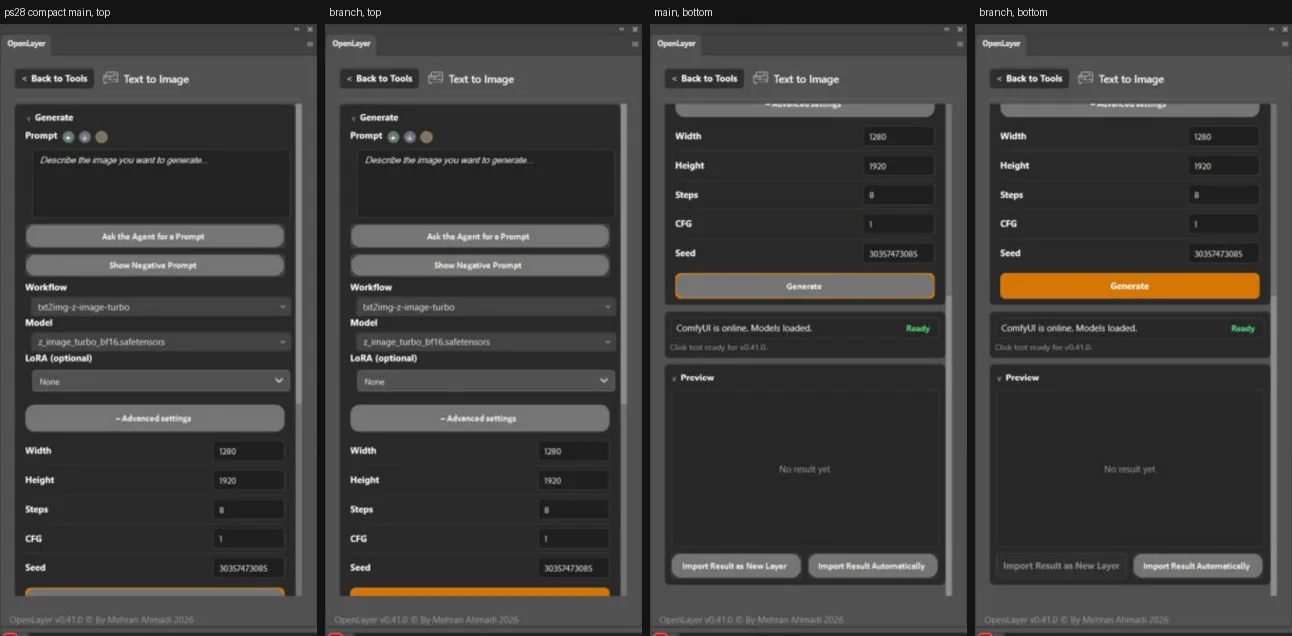 ps28 compact main, top
OpenLayer
< Back to Tools
Text to Image
Generate
Prompt
Describe the image you want to generate...
Ask the Agent for a Prompt
Show Negative Prompt
Workflow
txt2img-z-image-turbo
Model
z_image_turbo_bf16.safetensors
LoRA (optional)
None
– Advanced settings
Width 1280
Height 1920
Steps 8
CFG 1
Seed 30357473085
OpenLayer v0.41.0 © By Mehran Ahmadi 2026
branch, top
OpenLayer
< Back to Tools
Text to Image
Generate
Prompt
Describe the image you want to generate...
Ask the Agent for a Prompt
Show Negative Prompt
Workflow
txt2img-z-image-turbo
Model
z_image_turbo_bf16.safetensors
LoRA (optional)
None
– Advanced settings
Width 1280
Height 1920
Steps 8
CFG 1
Seed 30357473085
OpenLayer v0.41.0 © By Mehran Ahmadi 2026
main, bottom
OpenLayer
< Back to Tools
Text to Image
– Advanced settings
Width 1280
Height 1920
Steps 8
CFG 1
Seed 30357473085
Generate
ComfyUI is online. Models loaded. Ready
Click test ready for v0.41.0.
Preview
No result yet
Import Result as New Layer
Import Result Automatically
OpenLayer v0.41.0 © By Mehran Ahmadi 2026
branch, bottom
OpenLayer
< Back to Tools
Text to Image
– Advanced settings
Width 1280
Height 1920
Steps 8
CFG 1
Seed 30357473085
Generate
ComfyUI is online. Models loaded. Ready
Click test ready for v0.41.0.
Preview
No result yet
Import Result as New Layer
Import Result Automatically
OpenLayer v0.41.0 © By Mehran Ahmadi 2026